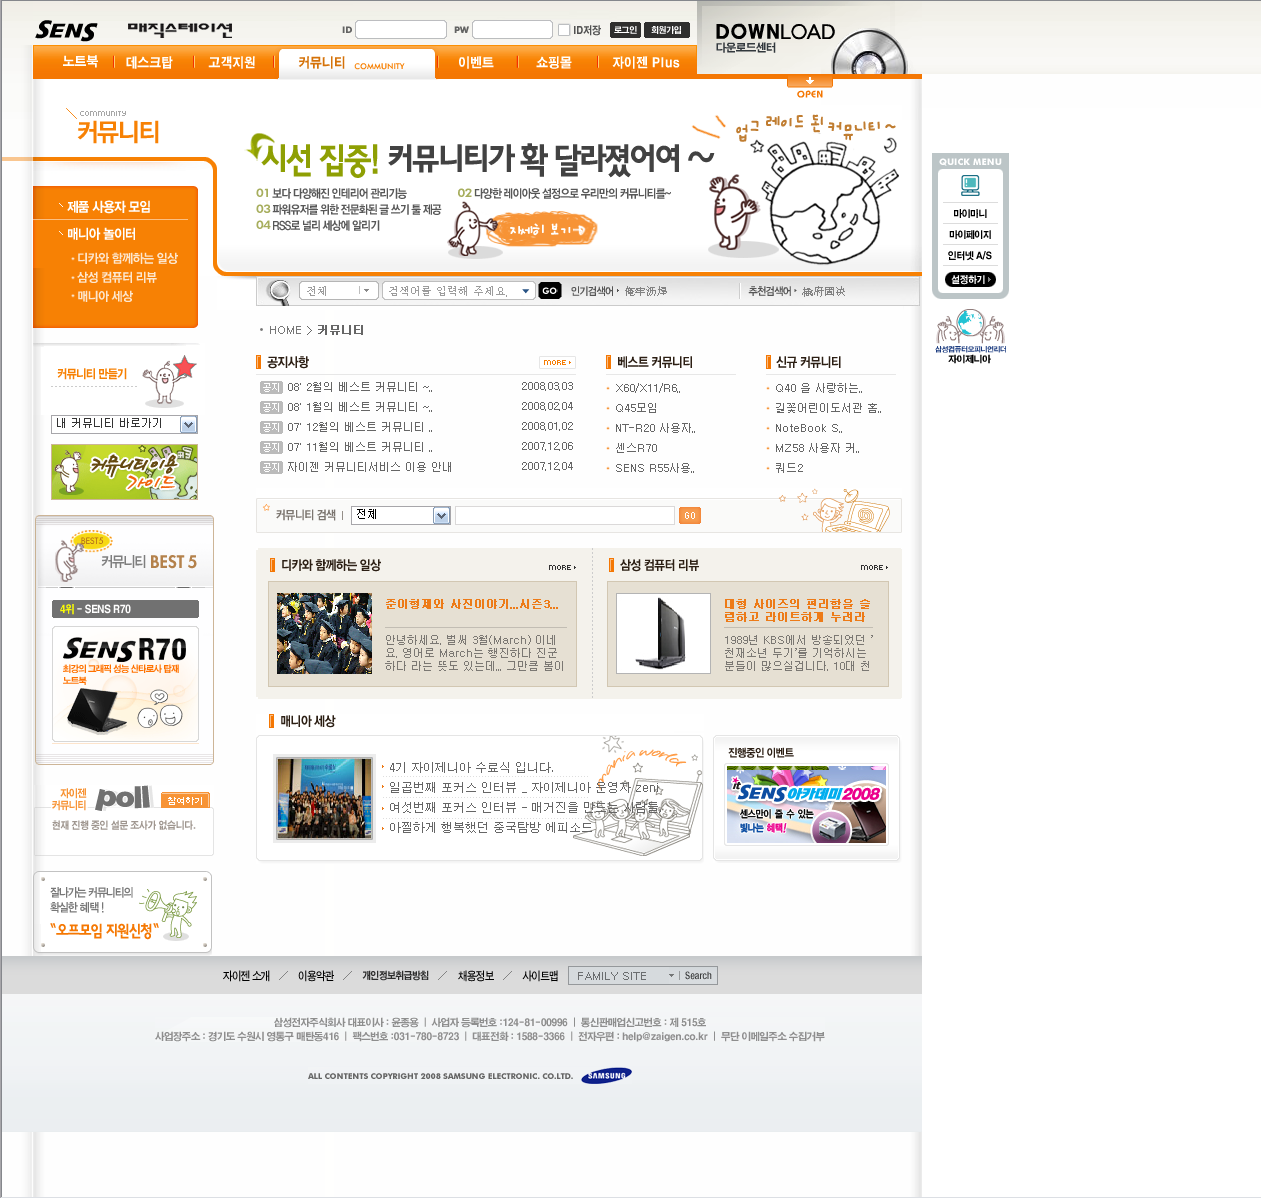 SENS 매직스테이션 ID PW ID저장 로그인 회원가입
DOWNLOAD
다운로드센터
노트북 데스크탑 고객지원 커뮤니티 COMMUNITY 이벤트 쇼핑몰 자이젠 Plus
OPEN
community
커뮤니티
제품 사용자 모임
매니아 놀이터
디카와 함께하는 일상
삼성 컴퓨터 리뷰
매니아 세상
업그레이드 된 커뮤니티~
시선 집중! 커뮤니티가 확 달라졌어여 ~
01 보다 다양해진 인테리어 관리기능 02 다양한 레이아웃 설정으로 우리만의 커뮤니티를~
03 파워유저를 위한 전문화된 글 쓰기 툴 제공
04 RSS로 널리 세상에 알리기
자세히 보기
전체 검색어를 입력해 주세요. GO 인기검색어 추천검색어
HOME > 커뮤니티
QUICK MENU
마이미니
마이페이지
인터넷 A/S
설정하기
삼성컴퓨터오피니언리더
자이제니아
커뮤니티 만들기
내 커뮤니티 바로가기
커뮤니티 이용
가이드
공지사항 MORE
공지 08' 2월의 베스트 커뮤니티 ~.. 2008.03.03
공지 08' 1월의 베스트 커뮤니티 ~.. 2008.02.04
공지 07' 12월의 베스트 커뮤니티 .. 2008.01.02
공지 07' 11월의 베스트 커뮤니티 .. 2007.12.06
공지 자이젠 커뮤니티서비스 이용 안내 2007.12.04
베스트 커뮤니티
X60/X11/R6..
Q45모임
NT-R20 사용자..
센스R70
SENS R55사용..
신규 커뮤니티
Q40 을 사랑하는..
길꽃어린이도서관 홈..
NoteBook S..
MZ58 사용자 커..
쿼드2
커뮤니티 검색 | 전체 GO
BEST5
커뮤니티 BEST 5
4위 - SENS R70
SENS R70
최강의 그래픽 성능 산타로사 탑재
노트북
디카와 함께하는 일상 MORE
준이형제와 사진이야기...시즌3...
안녕하세요. 벌써 3월(March) 이네
요. 영어로 March는 행진하다 진군
하다 라는 뜻도 있는데... 그만큼 봄이
삼성 컴퓨터 리뷰 MORE
대형 사이즈의 편리함을 슬
림하고 라이트하게 누려라
1989년 KBS에서 방송되었던 '
천재소년 두기'를 기억하시는
분들이 많으실겁니다. 10대 천
매니아 세상
mania world
4기 자이제니아 수료식 입니다.
일곱번째 포커스 인터뷰 _ 자이제니아 운영자 zeni
여섯번째 포커스 인터뷰 - 매거진을 만드는 사람들
아찔하게 행복했던 중국탐방 에피소드
진행중인 이벤트
it SENS아카데미 2008
센스만이 줄 수 있는
빛나는 혜택!
자이젠
커뮤니티 poll 참여하기
현재 진행 중인 설문 조사가 없습니다.
잘나가는 커뮤니티의
확실한 혜택 !
"오프모임 지원신청"
자이젠 소개 / 이용약관 / 개인정보취급방침 / 채용정보 / 사이트맵 FAMILY SITE Search
삼성전자주식회사 대표이사 : 윤종용 | 사업자 등록번호 :124-81-00996 | 통신판매업신고번호 : 제 515호
사업장주소 : 경기도 수원시 영통구 매탄동416 | 팩스번호 :031-780-8723 | 대표전화 : 1588-3366 | 전자우편 : help@zaigen.co.kr | 무단 이메일주소 수집거부
ALL CONTENTS COPYRIGHT 2008 SAMSUNG ELECTRONIC. CO.LTD. SAMSUNG